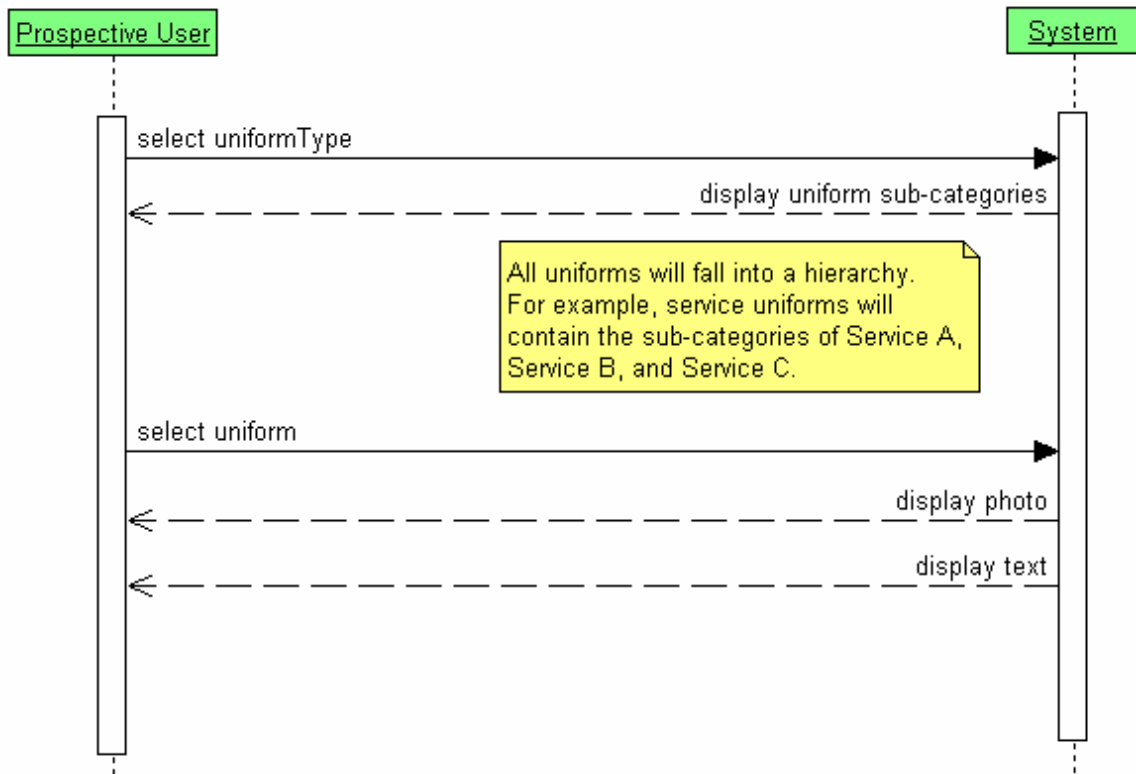 Prospective User
System
select uniformType
display uniform sub-categories
All uniforms will fall into a hierarchy.
For example, service uniforms will
contain the sub-categories of Service A,
Service B, and Service C.
select uniform
display photo
display text